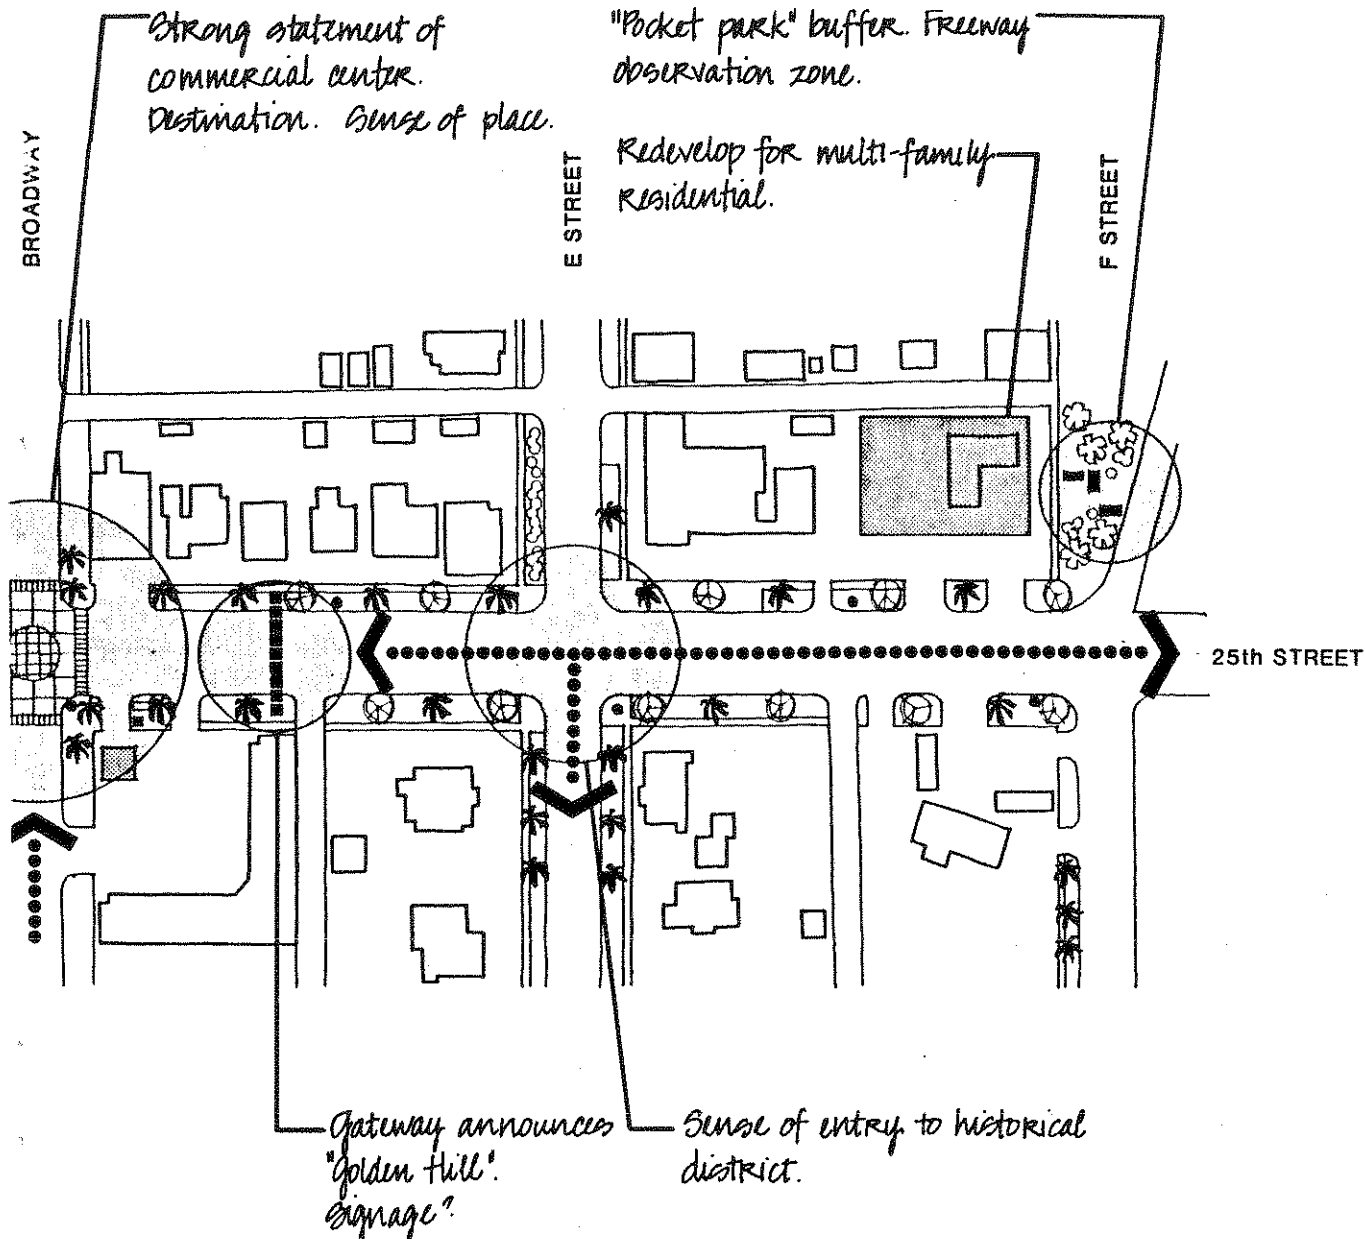 Strong statement of
commercial center.
Destination. Sense of place.
"Pocket park" buffer. Freeway
observation zone.
Redevelop for multi-family
residential.
BROADWAY
E STREET
F STREET
25th STREET
Gateway announces
"Golden Hill".
Signage?
Sense of entry to historical
district.